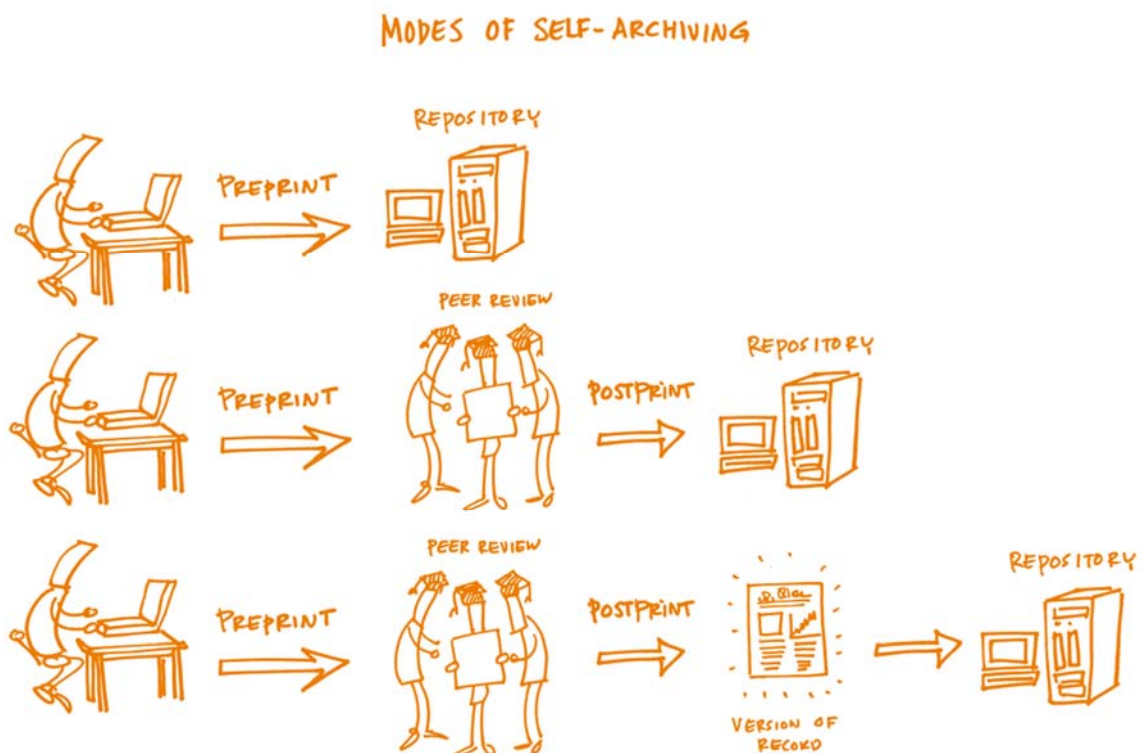 MODES OF SELF-ARCHIVING
REPOSITORY
PREPRINT
PEER REVIEW
REPOSITORY
PREPRINT
POSTPRINT
PEER REVIEW
REPOSITORY
PREPRINT
POSTPRINT
VERSION OF
RECORD